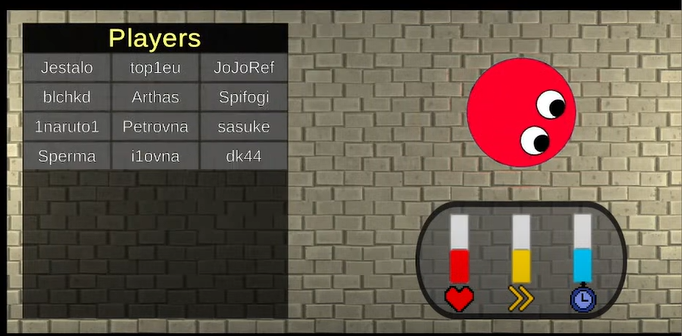 Players
Jestalo top1eu JoJoRef
blchkd Arthas Spifogi
1naruto1 Petrovna sasuke
Sperma i1ovna dk44